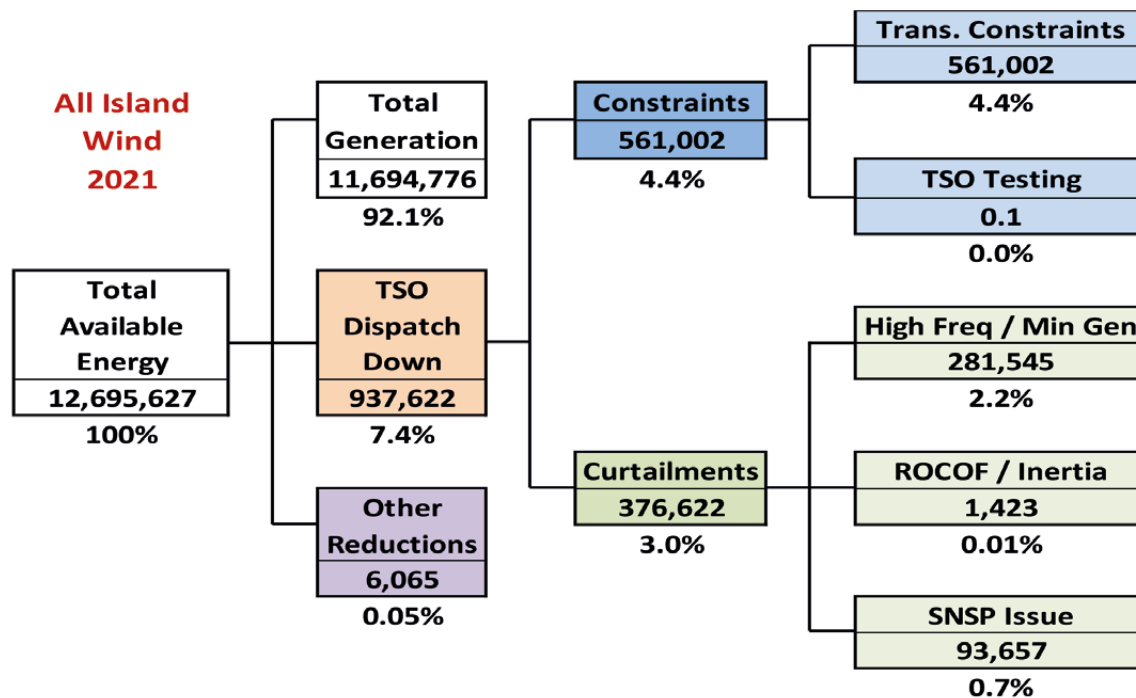 All Island
Wind
2021
Total
Available
Energy
12,695,627
100%
Total
Generation
11,694,776
92.1%
TSO
Dispatch
Down
937,622
7.4%
Other
Reductions
6,065
0.05%
Constraints
561,002
4.4%
Curtailments
376,622
3.0%
Trans. Constraints
561,002
4.4%
TSO Testing
0.1
0.0%
High Freq / Min Gen
281,545
2.2%
ROCOF / Inertia
1,423
0.01%
SNSP Issue
93,657
0.7%